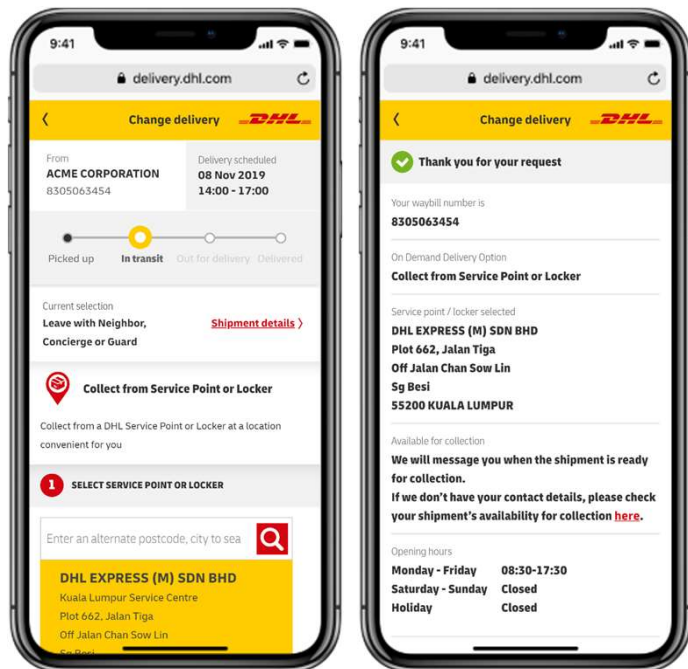 9:41
delivery.dhl.com
Change delivery
DHL
From
ACME CORPORATION
8305063454
Delivery scheduled
08 Nov 2019
14:00 - 17:00
Picked up
In transit
Out for delivery
Delivered
Current selection
Leave with Neighbor,
Concierge or Guard
Shipment details
Collect from Service Point or Locker
Collect from a DHL Service Point or Locker at a location
convenient for you
1
SELECT SERVICE POINT OR LOCKER
Enter an alternate postcode, city to sea
DHL EXPRESS (M) SDN BHD
Kuala Lumpur Service Centre
Plot 662, Jalan Tiga
Off Jalan Chan Sow Lin
Sg Besi
9:41
delivery.dhl.com
Change delivery
DHL
Thank you for your request
Your waybill number is
8305063454
On Demand Delivery Option
Collect from Service Point or Locker
Service point / locker selected
DHL EXPRESS (M) SDN BHD
Plot 662, Jalan Tiga
Off Jalan Chan Sow Lin
Sg Besi
55200 KUALA LUMPUR
Available for collection
We will message you when the shipment is ready
for collection.
If we don't have your contact details, please check
your shipment's availability for collection here.
Opening hours
Monday - Friday 08:30-17:30
Saturday - Sunday Closed
Holiday Closed